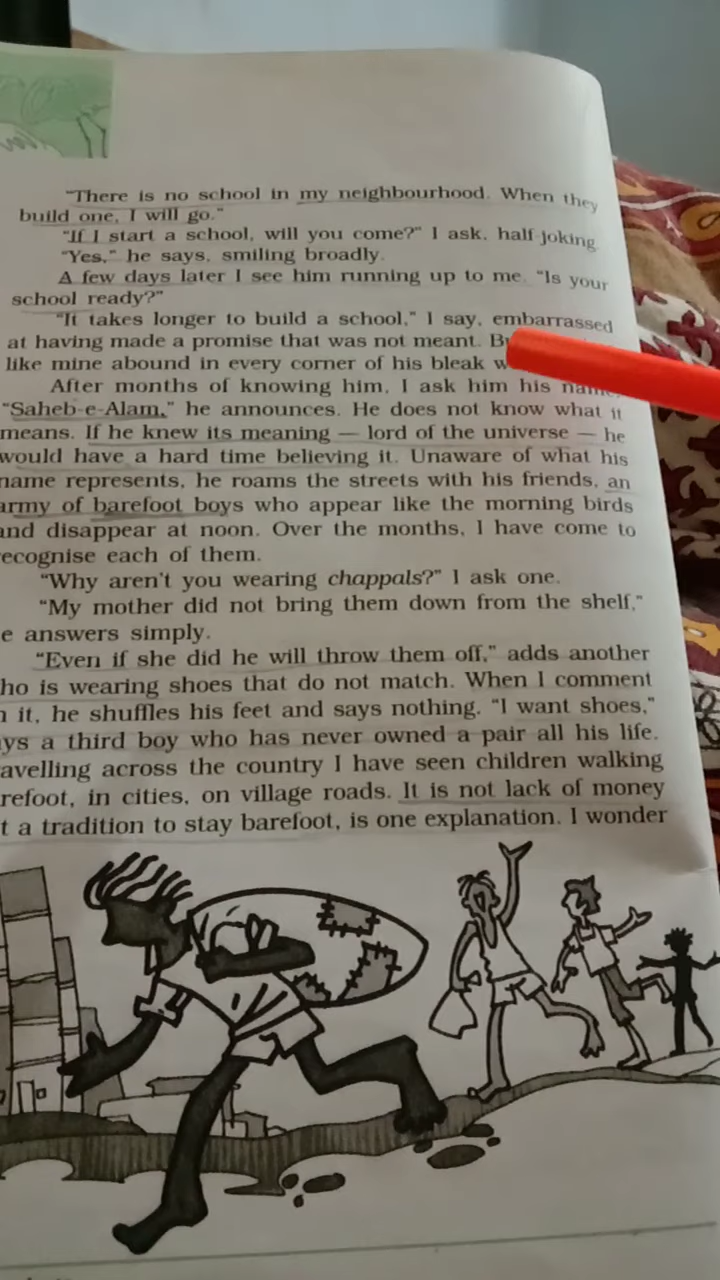 "There is no school in my neighbourhood. When they
build one, I will go."
"If I start a school, will you come?" I ask, half-joking.
"Yes," he says, smiling broadly.
A few days later I see him running up to me. "Is your
school ready?"
"It takes longer to build a school," I say, embarrassed
at having made a promise that was not meant.
like mine abound in every corner of his bleak
After months of knowing him, I ask him his name.
"Saheb-e-Alam," he announces. He does not know what it
means. If he knew its meaning — lord of the universe — he
would have a hard time believing it. Unaware of what his
name represents, he roams the streets with his friends, an
army of barefoot boys who appear like the morning birds
and disappear at noon. Over the months, I have come to
ecognise each of them.
"Why aren't you wearing chappals?" I ask one.
"My mother did not bring them down from the shelf,"
e answers simply.
"Even if she did he will throw them off," adds another
ho is wearing shoes that do not match. When I comment
n it, he shuffles his feet and says nothing. "I want shoes,"
ys a third boy who has never owned a pair all his life.
avelling across the country I have seen children walking
refoot, in cities, on village roads. It is not lack of money
t a tradition to stay barefoot, is one explanation. I wonder